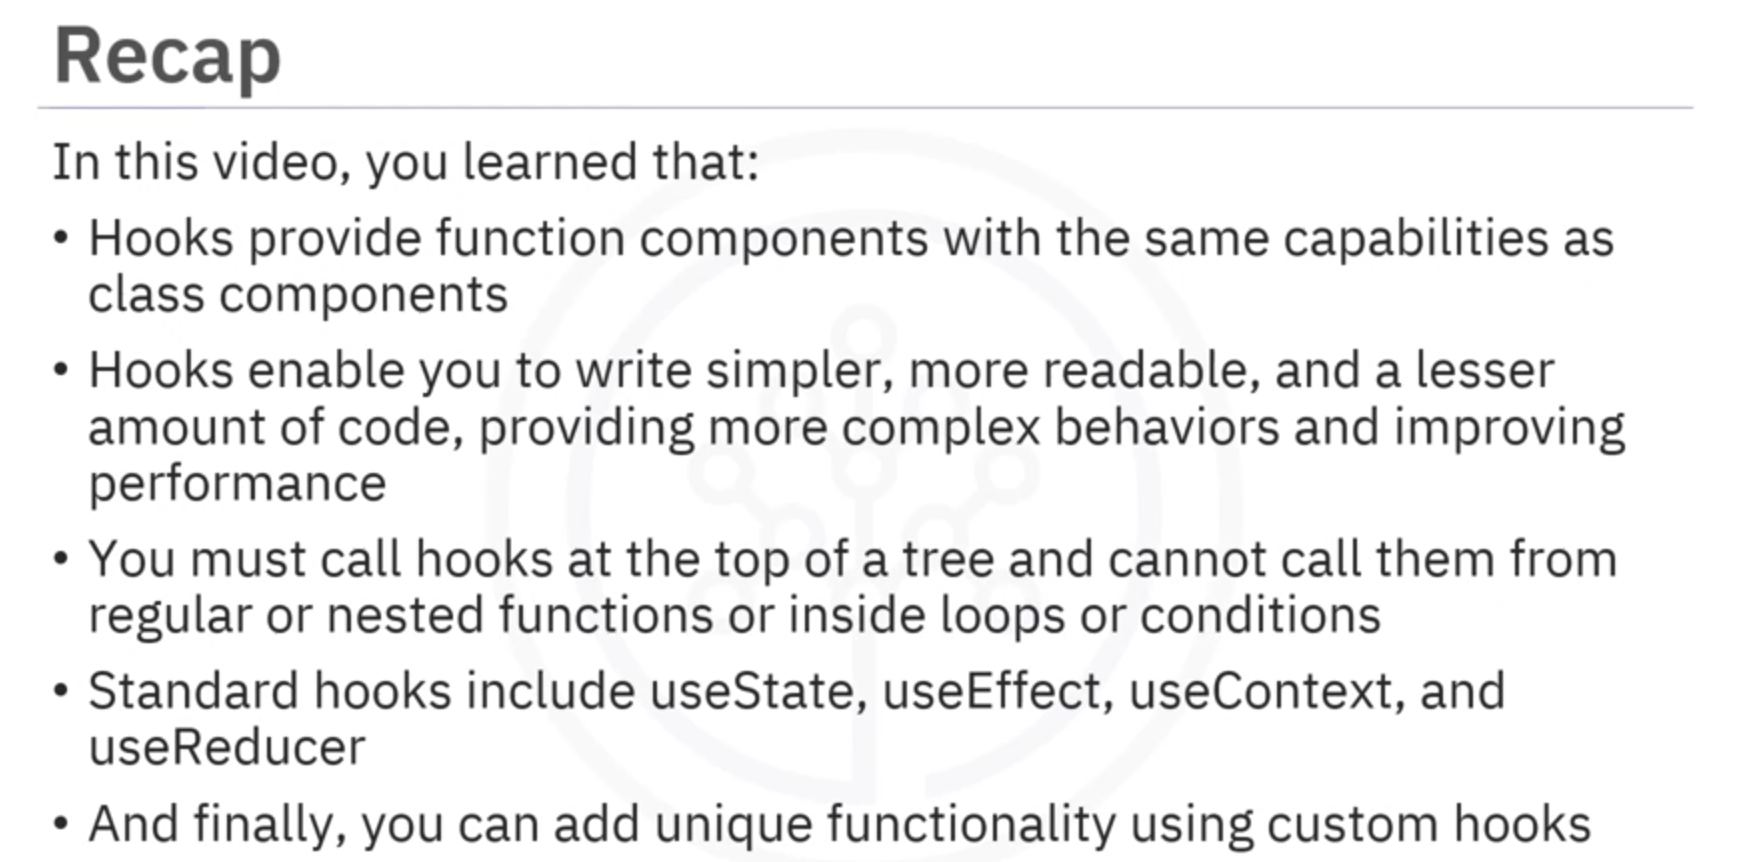 Recap
In this video, you learned that:
• Hooks provide function components with the same capabilities as
class components
• Hooks enable you to write simpler, more readable, and a lesser
amount of code, providing more complex behaviors and improving
performance
• You must call hooks at the top of a tree and cannot call them from
regular or nested functions or inside loops or conditions
• Standard hooks include useState, useEffect, useContext, and
useReducer
• And finally, you can add unique functionality using custom hooks